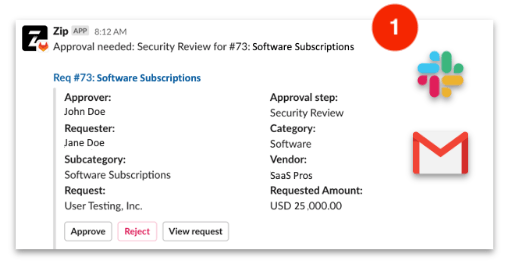 1
Zip APP 8:12 AM
Approval needed: Security Review for #73: Software Subscriptions
Req #73: Software Subscriptions
Approver:
John Doe
Approval step:
Security Review
Requester:
Jane Doe
Category:
Software
Subcategory:
Software Subscriptions
Vendor:
SaaS Pros
Request:
User Testing, Inc.
Requested Amount:
USD 25,000.00
Approve Reject View request